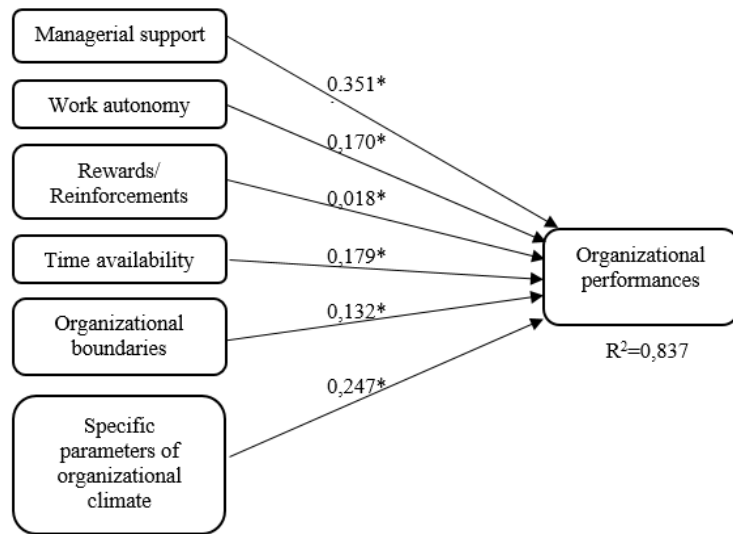 Managerial support
0.351*
Work autonomy
0,170*
Rewards/
Reinforcements
0,018*
Time availability
0,179*
Organizational
boundaries
0,132*
Specific
parameters of
organizational
climate
0,247*
Organizational
performances
R²=0,837